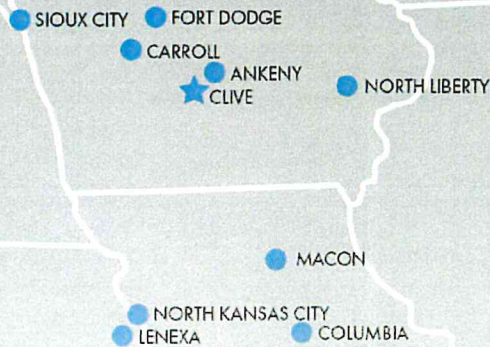 SIOUX CITY
FORT DODGE
CARROLL
ANKENY
CLIVE
NORTH LIBERTY
MACON
NORTH KANSAS CITY
LENEXA
COLUMBIA